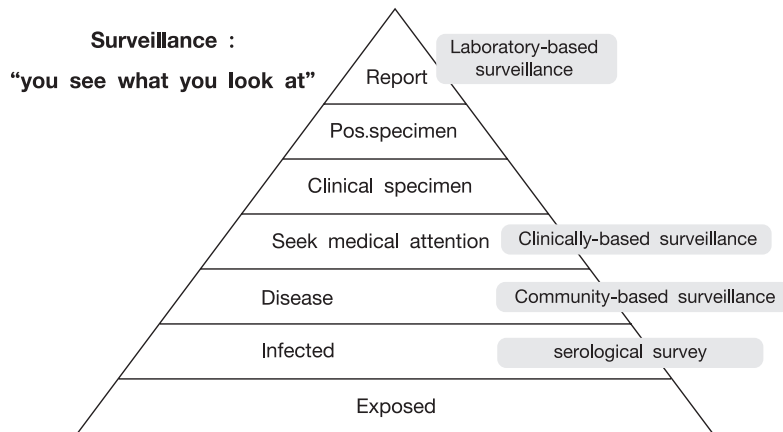 Surveillance :
“you see what you look at”
Laboratory-based
surveillance
Report
Pos.specimen
Clinical specimen
Seek medical attention
Clinically-based surveillance
Disease
Community-based surveillance
Infected
serological survey
Exposed